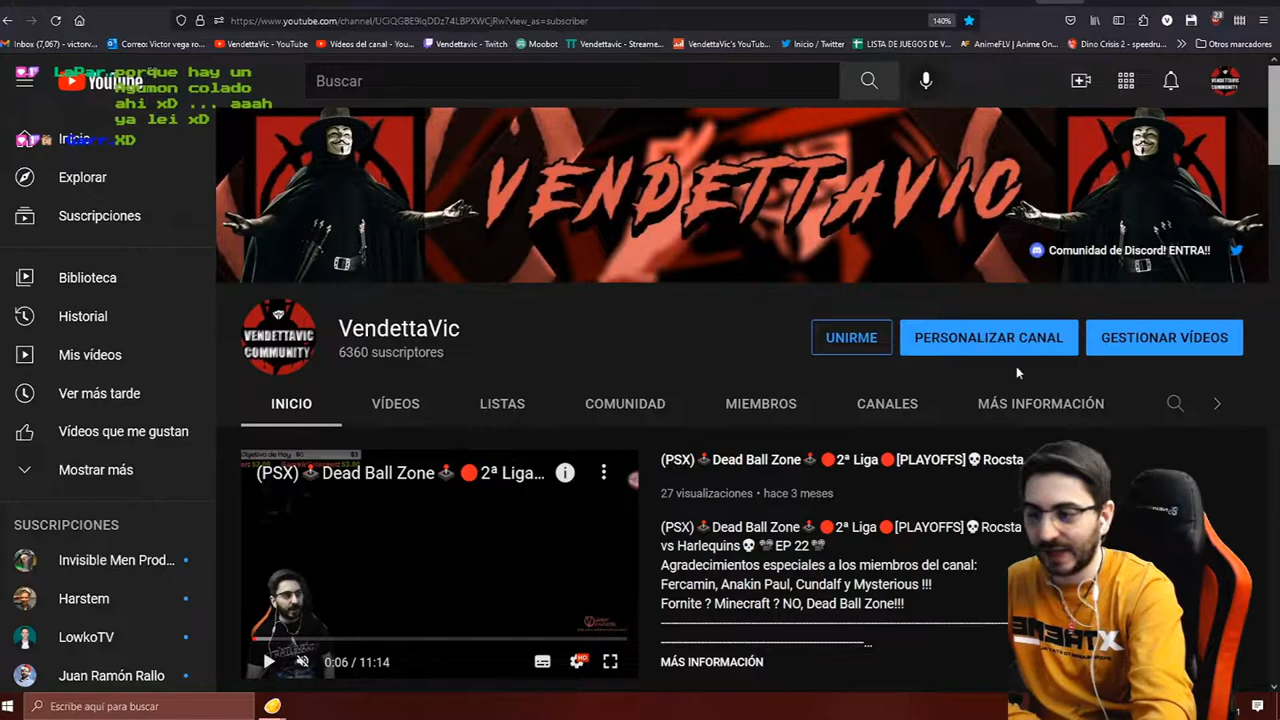 https://www.youtube.com/channel/UCiQGBE9lqDDz74LBPXWCjRw?view_as=subscriber
140%
23
Inbox (7,067) - victorv...
Correo: Víctor vega ro...
VendettaVic - YouTube
Vídeos del canal - You...
Vendettavic - Twitch
Moobot
Vendettavic - Streame...
VendettaVic's YouTub...
Inicio / Twitter
LISTA DE JUEGOS DE V...
AnimeFLV | Anime On...
Dino Crisis 2 - speedru...
Otros marcadores
LaPar. porque hay un
Agumon colado
ahi xD ... aaah
ya lei xD
XD
YouTube
Buscar
Inicio
Explorar
Suscripciones
Biblioteca
Historial
Mis vídeos
Ver más tarde
Vídeos que me gustan
Mostrar más
SUSCRIPCIONES
Invisible Men Prod...
Harstem
LowkoTV
Juan Ramón Rallo
VENDETTAVIC
Comunidad de Discord! ENTRA!!
VENDETTAVIC
COMMUNITY
VendettaVic
6360 suscriptores
UNIRME
PERSONALIZAR CANAL
GESTIONAR VÍDEOS
INICIO
VÍDEOS
LISTAS
COMUNIDAD
MIEMBROS
CANALES
MÁS INFORMACIÓN
(PSX)🕹Dead Ball Zone🕹🔴2ª Liga...
0:06 / 11:14
HD
(PSX)🕹Dead Ball Zone🕹🔴2ª Liga🔴[PLAYOFFS]💀Rocsta
27 visualizaciones • hace 3 meses
(PSX)🕹Dead Ball Zone🕹🔴2ª Liga🔴[PLAYOFFS]💀Rocsta
vs Harlequins💀📽EP 22📽
Agradecimientos especiales a los miembros del canal:
Fercamin, Anakin Paul, Cundalf y Mysterious !!!
Fornite ? Minecraft ? NO, Dead Ball Zone!!!
MÁS INFORMACIÓN
Escribe aquí para buscar